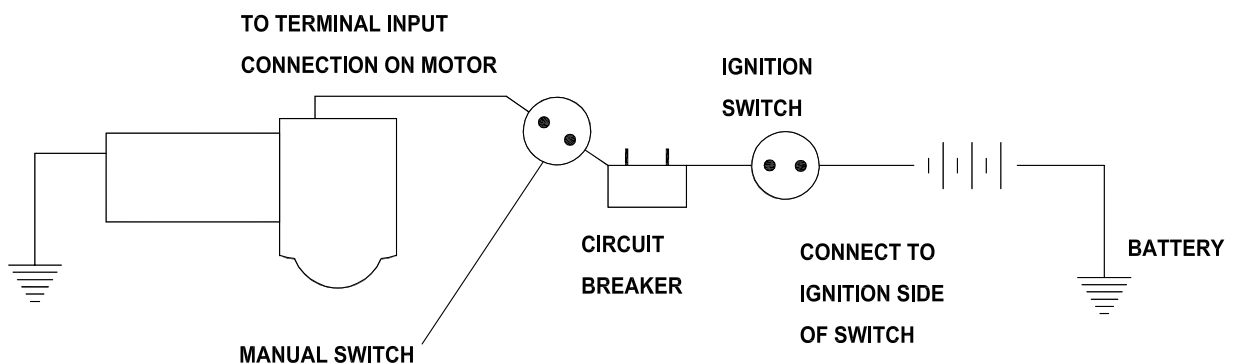 TO TERMINAL INPUT
CONNECTION ON MOTOR
IGNITION
SWITCH
CIRCUIT
BREAKER
CONNECT TO
IGNITION SIDE
OF SWITCH
BATTERY
MANUAL SWITCH